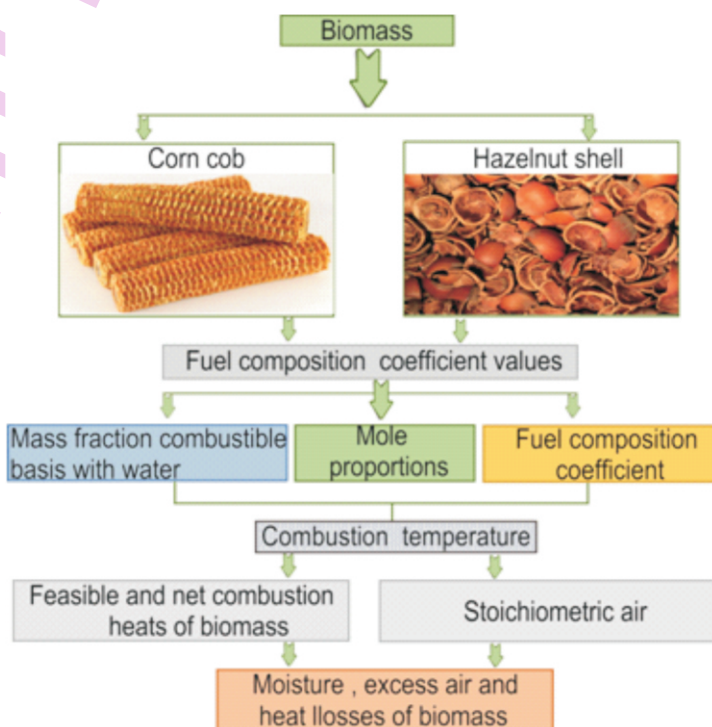 Biomass
Corn cob
Hazelnut shell
Fuel composition coefficient values
Mass fraction combustible
basis with water
Mole
proportions
Fuel composition
coefficient
Combustion temperature
Feasible and net combustion
heats of biomass
Stoichiometric air
Moisture , excess air and
heat llosses of biomass